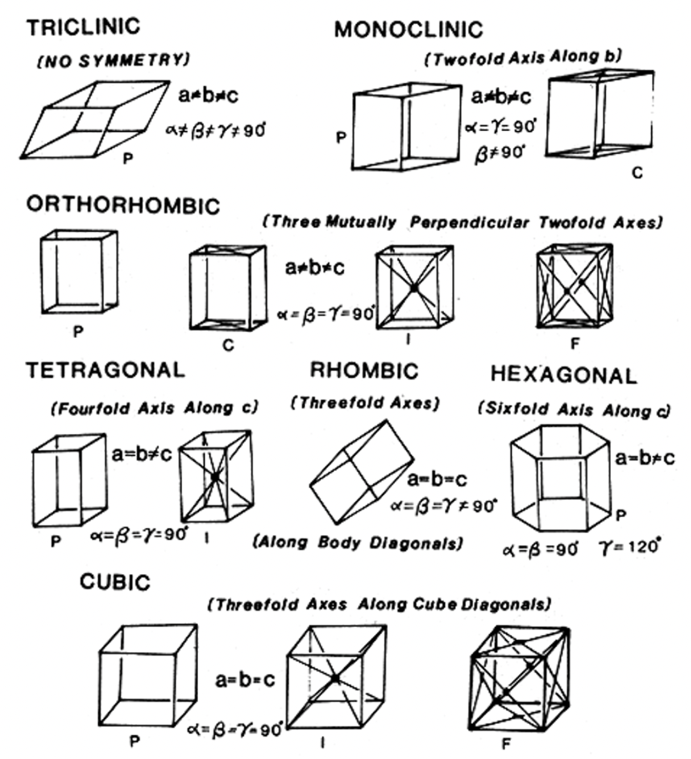 TRICLINIC
(NO SYMMETRY)
a≠b≠c
α≠β≠γ≠90°
P
MONOCLINIC
(Twofold Axis Along b)
P
a≠b≠c
α=γ=90°
β≠90°
C
ORTHORHOMBIC
(Three Mutually Perpendicular Twofold Axes)
P
C
a≠b≠c
α=β=γ=90°
I
F
TETRAGONAL
(Fourfold Axis Along c)
P
a=b≠c
α=β=γ=90°
I
RHOMBIC
(Threefold Axes)
a=b=c
α=β=γ≠90°
(Along Body Diagonals)
HEXAGONAL
(Sixfold Axis Along c)
a=b≠c
P
α=β=90° γ=120°
CUBIC
(Threefold Axes Along Cube Diagonals)
P
a=b=c
α=β=γ=90°
I
F